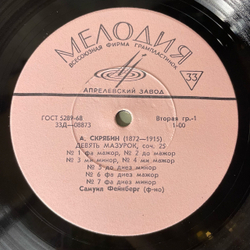 МЕЛОДИЯ
ВСЕСОЮЗНАЯ ФИРМА ГРАМПЛАСТИНОК
33
АПРЕЛЕВСКИЙ ЗАВОД
ГОСТ 5289-68 Вторая гр.-1
33Д—08873 1-00
А. СКРЯБИН (1872—1915)
ДЕВЯТЬ МАЗУРОК, соч. 25
№ 1 фа минор, № 2 до мажор
№ 3 ми минор, № 4 ми мажор
№ 5 до диез минор
№ 6 фа диез мажор
№ 7 фа диез минор
Самуил Фейнберг (ф-но)